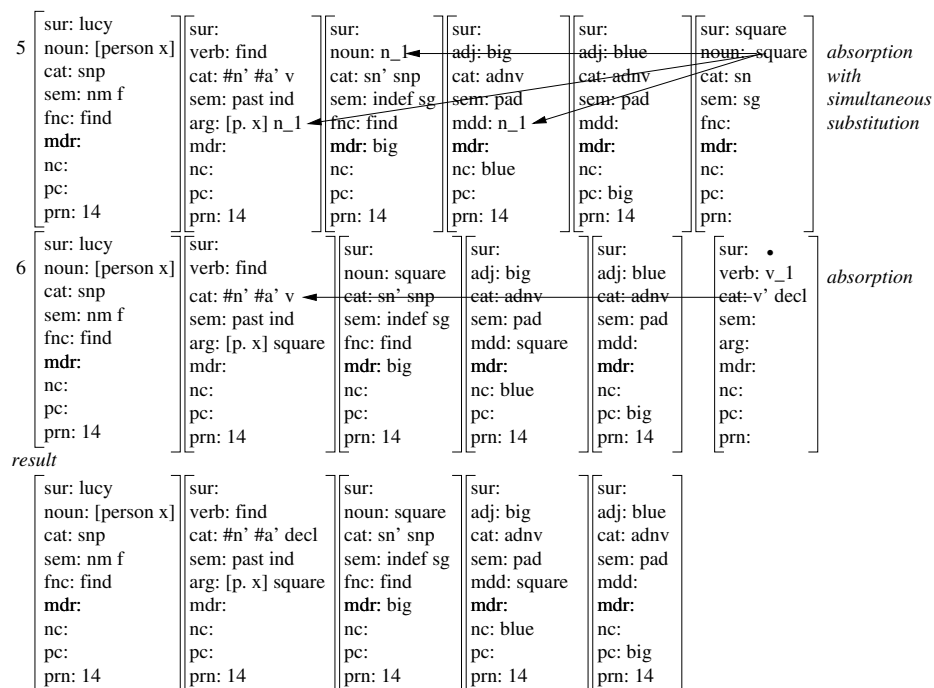 5
sur: lucy
noun: [person x]
cat: snp
sem: nm f
fnc: find
mdr:
nc:
pc:
prn: 14
sur:
verb: find
cat: #n’ #a’ v
sem: past ind
arg: [p. x] n_1
mdr:
nc:
pc:
prn: 14
sur:
noun: n_1
cat: sn’ snp
sem: indef sg
fnc: find
mdr: big
nc:
pc:
prn: 14
sur:
adj: big
cat: adnv
sem: pad
mdd: n_1
mdr:
nc: blue
pc:
prn: 14
sur:
adj: blue
cat: adnv
sem: pad
mdd:
mdr:
nc:
pc: big
prn: 14
sur: square
noun: square
cat: sn
sem: sg
fnc:
mdr:
nc:
pc:
prn:
absorption
with
simultaneous
substitution
6
sur: lucy
noun: [person x]
cat: snp
sem: nm f
fnc: find
mdr:
nc:
pc:
prn: 14
sur:
verb: find
cat: #n’ #a’ v
sem: past ind
arg: [p. x] square
mdr:
nc:
pc:
prn: 14
sur:
noun: square
cat: sn’ snp
sem: indef sg
fnc: find
mdr: big
nc:
pc:
prn: 14
sur:
adj: big
cat: adnv
sem: pad
mdd: square
mdr:
nc: blue
pc:
prn: 14
sur:
adj: blue
cat: adnv
sem: pad
mdd:
mdr:
nc:
pc: big
prn: 14
sur: •
verb: v_1
cat: v’ decl
sem:
arg:
mdr:
nc:
pc:
prn:
absorption
result
sur: lucy
noun: [person x]
cat: snp
sem: nm f
fnc: find
mdr:
nc:
pc:
prn: 14
sur:
verb: find
cat: #n’ #a’ decl
sem: past ind
arg: [p. x] square
mdr:
nc:
pc:
prn: 14
sur:
noun: square
cat: sn’ snp
sem: indef sg
fnc: find
mdr: big
nc:
pc:
prn: 14
sur:
adj: big
cat: adnv
sem: pad
mdd: square
mdr:
nc: blue
pc:
prn: 14
sur:
adj: blue
cat: adnv
sem: pad
mdd:
mdr:
nc:
pc: big
prn: 14